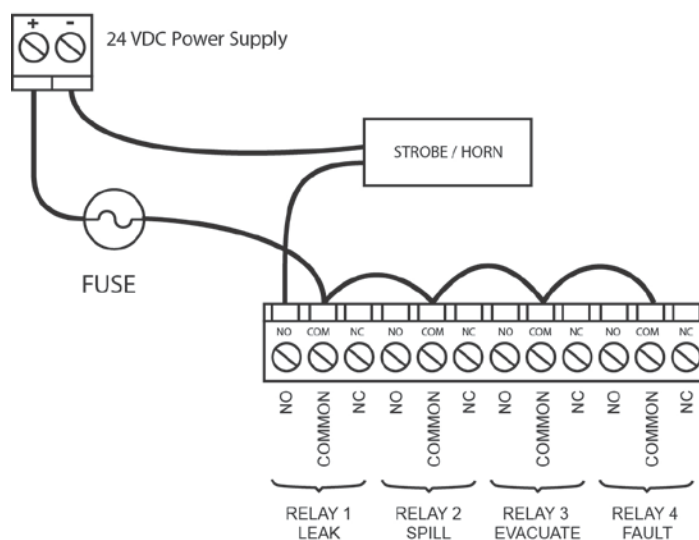 + -
24 VDC Power Supply
STROBE / HORN
FUSE
NO COM NC NO COM NC NO COM NC NO COM NC
NO COMMON NC NO COMMON NC NO COMMON NC NO COMMON NC
RELAY 1 RELAY 2 RELAY 3 RELAY 4
LEAK SPILL EVACUATE FAULT